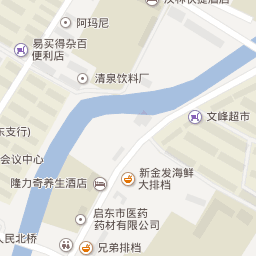 阿玛尼
易买得杂百
便利店
清泉饮料厂
文峰超市
东支行)
会议中心
新金发海鲜
大排档
隆力奇养生酒店
启东市医药
药材有限公司
人民北桥
兄弟排档